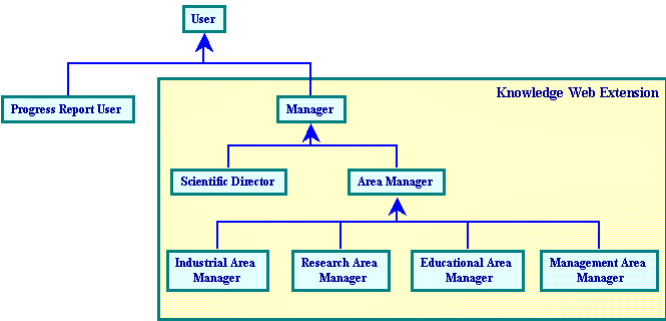 User
Progress Report User
Knowledge Web Extension
Manager
Scientific Director
Area Manager
Industrial Area
Manager
Research Area
Manager
Educational Area
Manager
Management Area
Manager